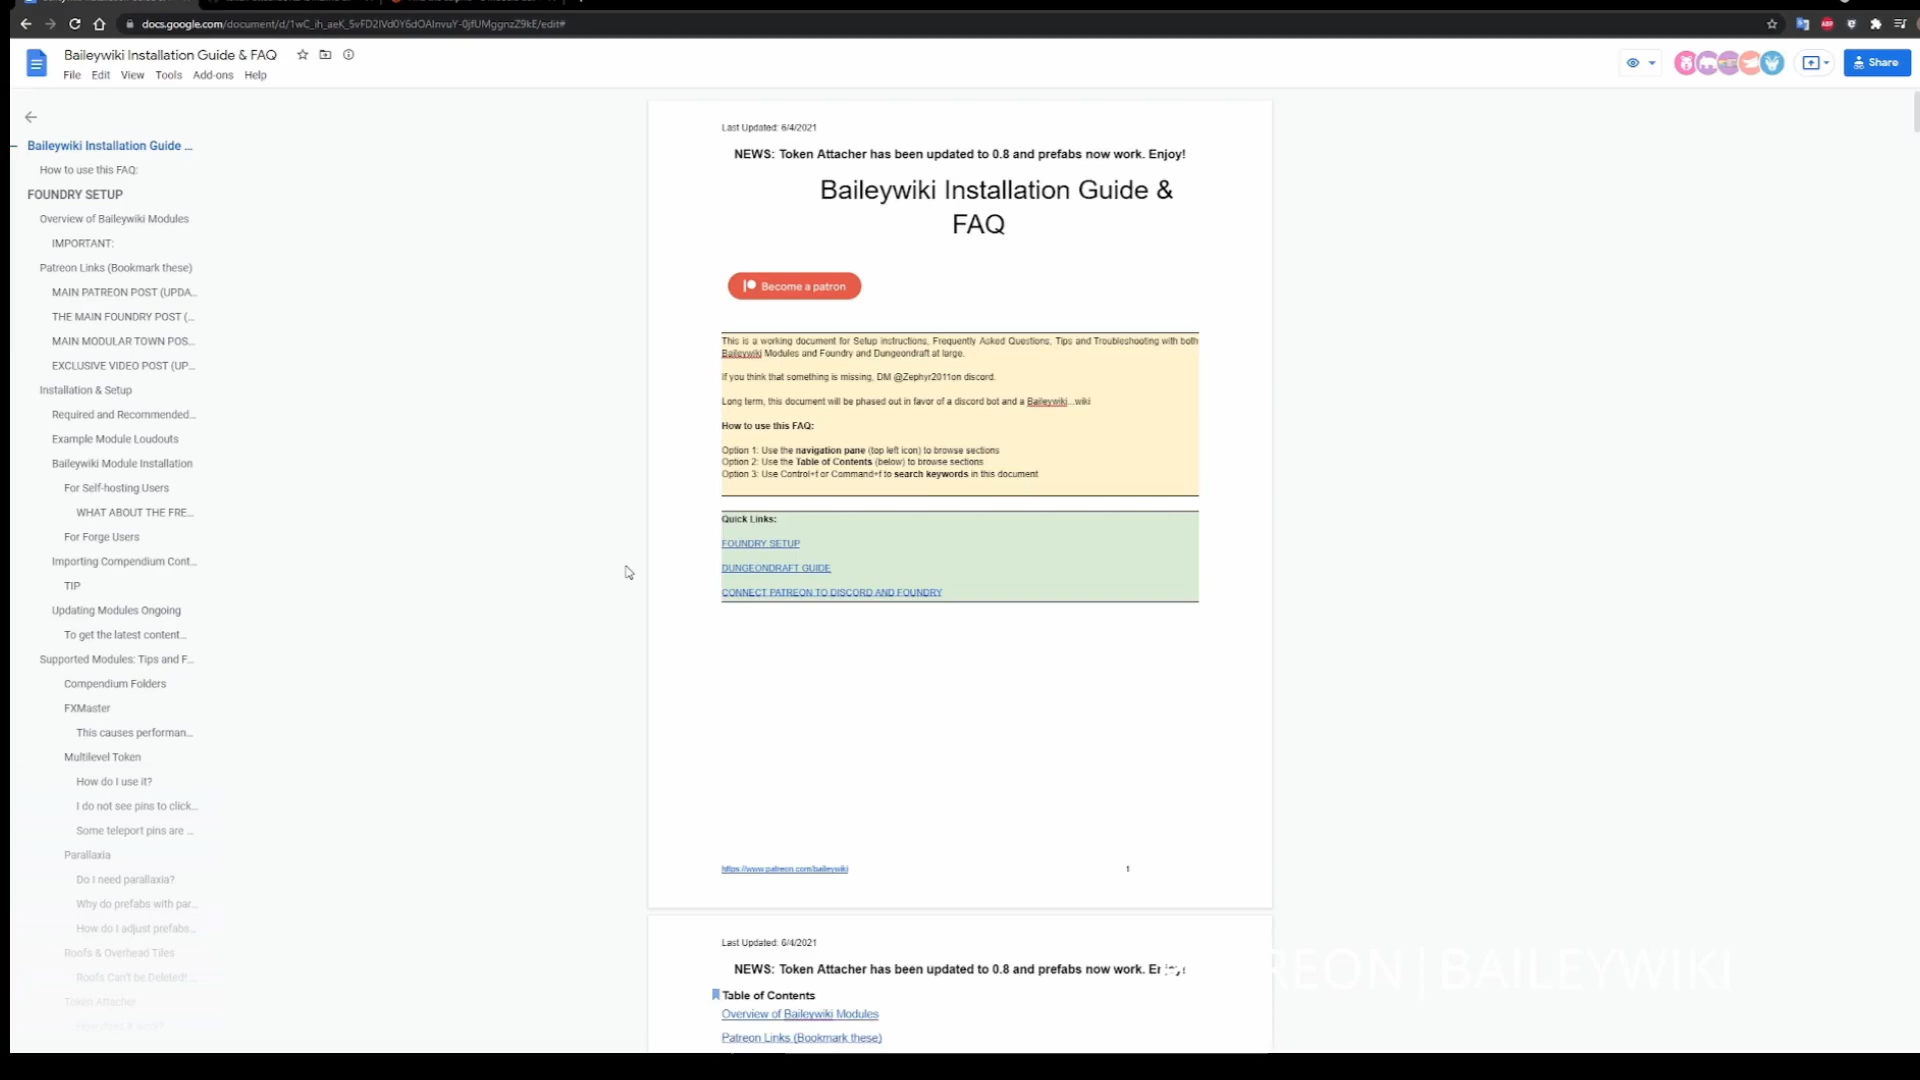 docs.google.com/document/d/1wC_ih_aeK_5vFD2lVd0Y6dOAInvuY-0jfUMggnzZ9kE/edit#
Baileywiki Installation Guide & FAQ
File Edit View Tools Add-ons Help
Share
Baileywiki Installation Guide ...
How to use this FAQ:
FOUNDRY SETUP
Overview of Baileywiki Modules
IMPORTANT:
Patreon Links (Bookmark these)
MAIN PATREON POST (UPDA...
THE MAIN FOUNDRY POST (...
MAIN MODULAR TOWN POS...
EXCLUSIVE VIDEO POST (UP...
Installation & Setup
Required and Recommended...
Example Module Loudouts
Baileywiki Module Installation
For Self-hosting Users
WHAT ABOUT THE FRE...
For Forge Users
Importing Compendium Cont...
TIP
Updating Modules Ongoing
To get the latest content...
Supported Modules: Tips and F...
Compendium Folders
FXMaster
This causes performan...
Multilevel Token
How do I use it?
I do not see pins to click...
Some teleport pins are ...
Parallaxia
Do I need parallaxia?
Why do prefabs with par...
How do I adjust prefabs...
Roofs & Overhead Tiles
Roofs Can't be Deleted! ...
Token Attacher
How does it work?
Last Updated: 6/4/2021
NEWS: Token Attacher has been updated to 0.8 and prefabs now work. Enjoy!
Baileywiki Installation Guide &
FAQ
Become a patron
This is a working document for Setup instructions, Frequently Asked Questions, Tips and Troubleshooting with both
Baileywiki Modules and Foundry and Dungeondraft at large.
If you think that something is missing, DM @Zephyr2011on discord.
Long term, this document will be phased out in favor of a discord bot and a Baileywiki...wiki
How to use this FAQ:
Option 1: Use the navigation pane (top left icon) to browse sections
Option 2: Use the Table of Contents (below) to browse sections
Option 3: Use Control+f or Command+f to search keywords in this document
Quick Links:
FOUNDRY SETUP
DUNGEONDRAFT GUIDE
CONNECT PATREON TO DISCORD AND FOUNDRY
https://www.patreon.com/baileywiki
1
Last Updated: 6/4/2021
NEWS: Token Attacher has been updated to 0.8 and prefabs now work. Enjoy!
REON | BAILEYWIKI
Table of Contents
Overview of Baileywiki Modules
Patreon Links (Bookmark these)